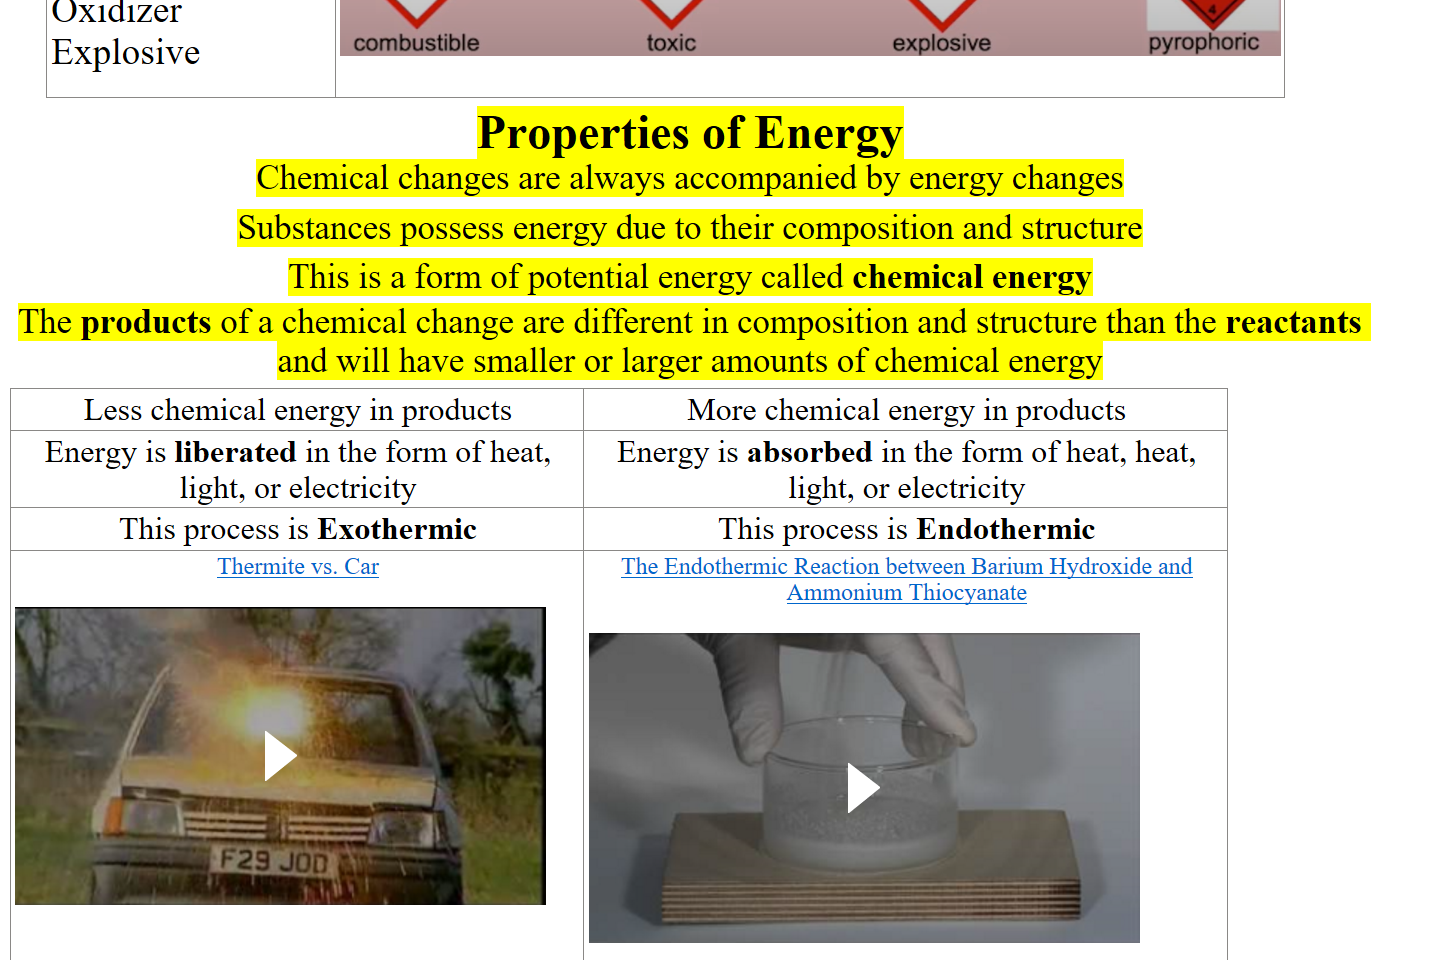 Oxidizer
Explosive
combustible toxic explosive pyrophoric
4
Properties of Energy
Chemical changes are always accompanied by energy changes
Substances possess energy due to their composition and structure
This is a form of potential energy called chemical energy
The products of a chemical change are different in composition and structure than the reactants
and will have smaller or larger amounts of chemical energy
Less chemical energy in products
More chemical energy in products
Energy is liberated in the form of heat,
light, or electricity
Energy is absorbed in the form of heat, heat,
light, or electricity
This process is Exothermic
This process is Endothermic
Thermite vs. Car
The Endothermic Reaction between Barium Hydroxide and
Ammonium Thiocyanate
F29 JOD